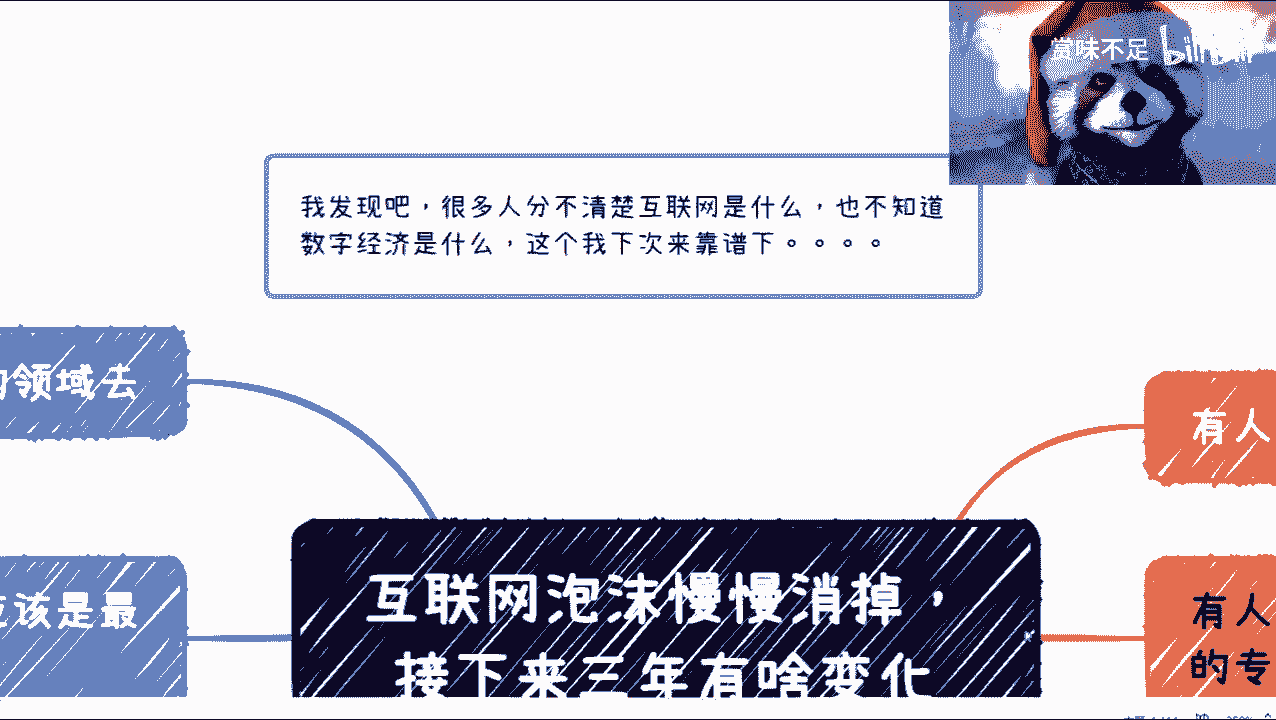 赏味不足 bilibili
我发现吧，很多人分不清楚互联网是什么，也不知道
数字经济是什么，这个我下次来靠谱下。。。。
领域去
有人
互联网泡沫慢慢消掉，
接下来三年有啥变化
应该是最
有人
的专